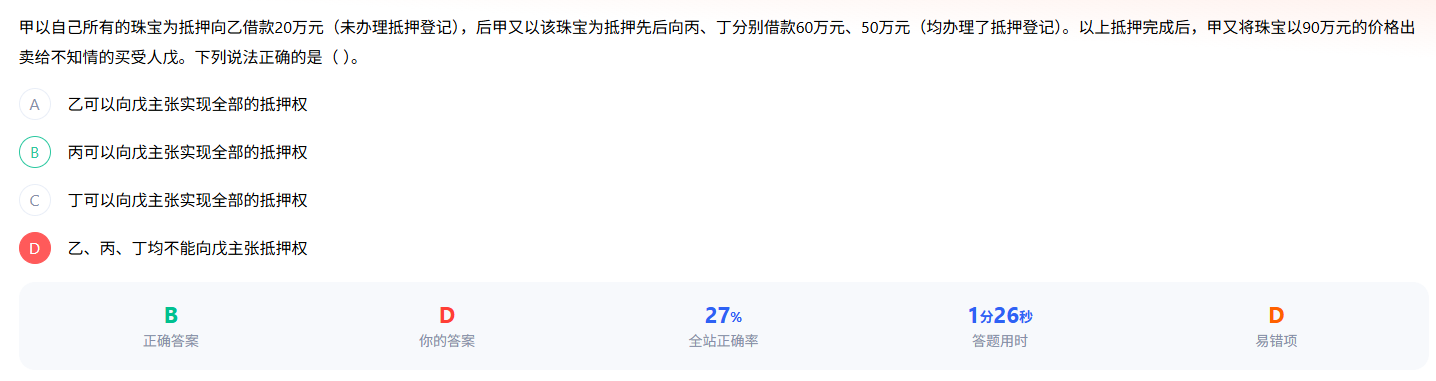 甲以自己所有的珠宝为抵押向乙借款20万元（未办理抵押登记），后甲又以该珠宝为抵押先后向丙、丁分别借款60万元、50万元（均办理了抵押登记）。以上抵押完成后，甲又将珠宝以90万元的价格出
卖给不知情的买受人戊。下列说法正确的是（ ）。
A 乙可以向戊主张实现全部的抵押权
B 丙可以向戊主张实现全部的抵押权
C 丁可以向戊主张实现全部的抵押权
D 乙、丙、丁均不能向戊主张抵押权
B D 27% 1分26秒 D
正确答案 你的答案 全站正确率 答题用时 易错项